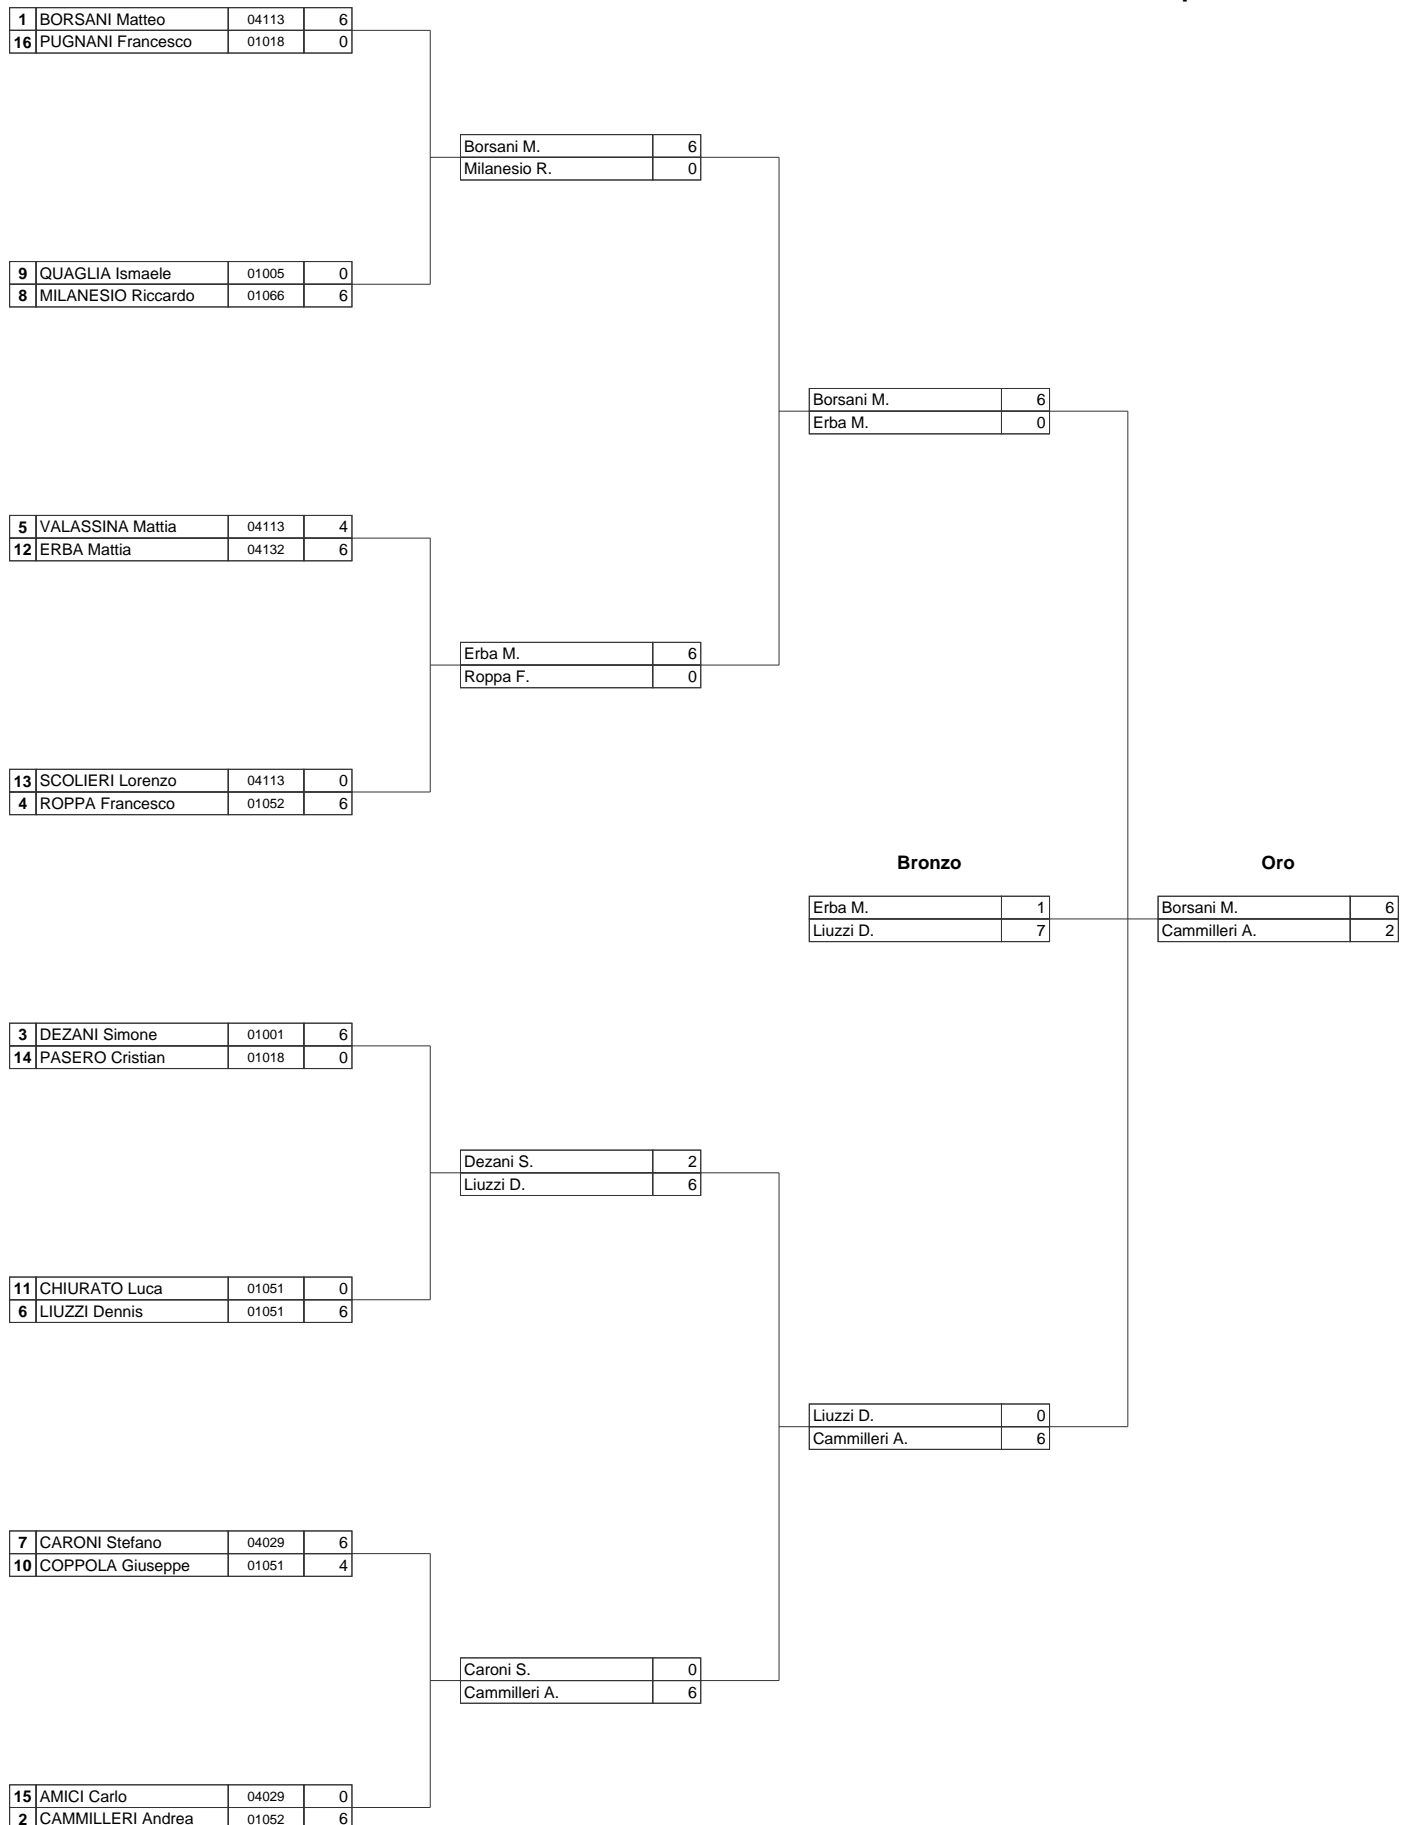 1 BORSANI Matteo 04113 6
16 PUGNANI Francesco 01018 0
Borsani M. 6
Milanesio R. 0
9 QUAGLIA Ismaele 01005 0
8 MILANESIO Riccardo 01066 6
Borsani M. 6
Erba M. 0
5 VALASSINA Mattia 04113 4
12 ERBA Mattia 04132 6
Erba M. 6
Roppa F. 0
13 SCOLIERI Lorenzo 04113 0
4 ROPPA Francesco 01052 6
Bronzo Oro
Erba M. 1 Borsani M. 6
Liuzzi D. 7 Cammilleri A. 2
3 DEZANI Simone 01001 6
14 PASERO Cristian 01018 0
Dezani S. 2
Liuzzi D. 6
11 CHIURATO Luca 01051 0
6 LIUZZI Dennis 01051 6
Liuzzi D. 0
Cammilleri A. 6
7 CARONI Stefano 04029 6
10 COPPOLA Giuseppe 01051 4
Caroni S. 0
Cammilleri A. 6
15 AMICI Carlo 04029 0
2 CAMMILLERI Andrea 01052 6